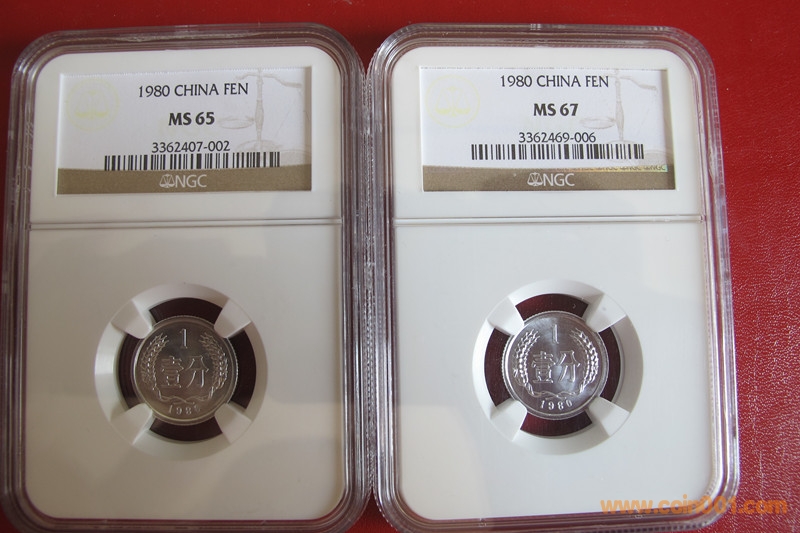 1980 CHINA FEN
MS 65
3362407-002
NGC
1
壹分
1980 CHINA FEN
MS 67
3362469-006
NGC
1
壹分
1980
www.coin001.com